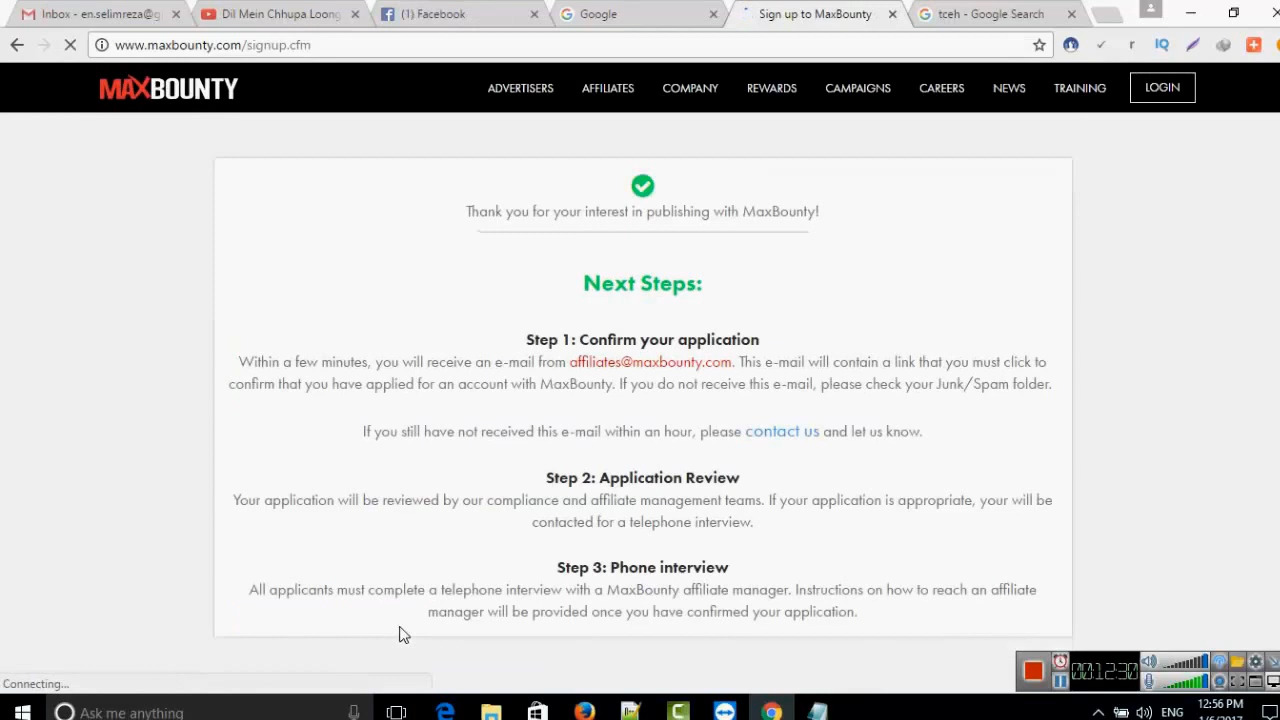 Inbox - en.selimreza@g
Dil Mein Chhupa Loong
(1) Facebook
Google
Sign up to MaxBounty
tceh - Google Search
www.maxbounty.com/signup.cfm
MAXBOUNTY
ADVERTISERS AFFILIATES COMPANY REWARDS CAMPAIGNS CAREERS NEWS TRAINING LOGIN
Thank you for your interest in publishing with MaxBounty!
Next Steps:
Step 1: Confirm your application
Within a few minutes, you will receive an e-mail from affiliates@maxbounty.com. This e-mail will contain a link that you must click to
confirm that you have applied for an account with MaxBounty. If you do not receive this e-mail, please check your Junk/Spam folder.
If you still have not received this e-mail within an hour, please contact us and let us know.
Step 2: Application Review
Your application will be reviewed by our compliance and affiliate management teams. If your application is appropriate, your will be
contacted for a telephone interview.
Step 3: Phone interview
All applicants must complete a telephone interview with a MaxBounty affiliate manager. Instructions on how to reach an affiliate
manager will be provided once you have confirmed your application.
00:12:30
Connecting...
Ask me anything
ENG
12:56 PM
1/6/2017